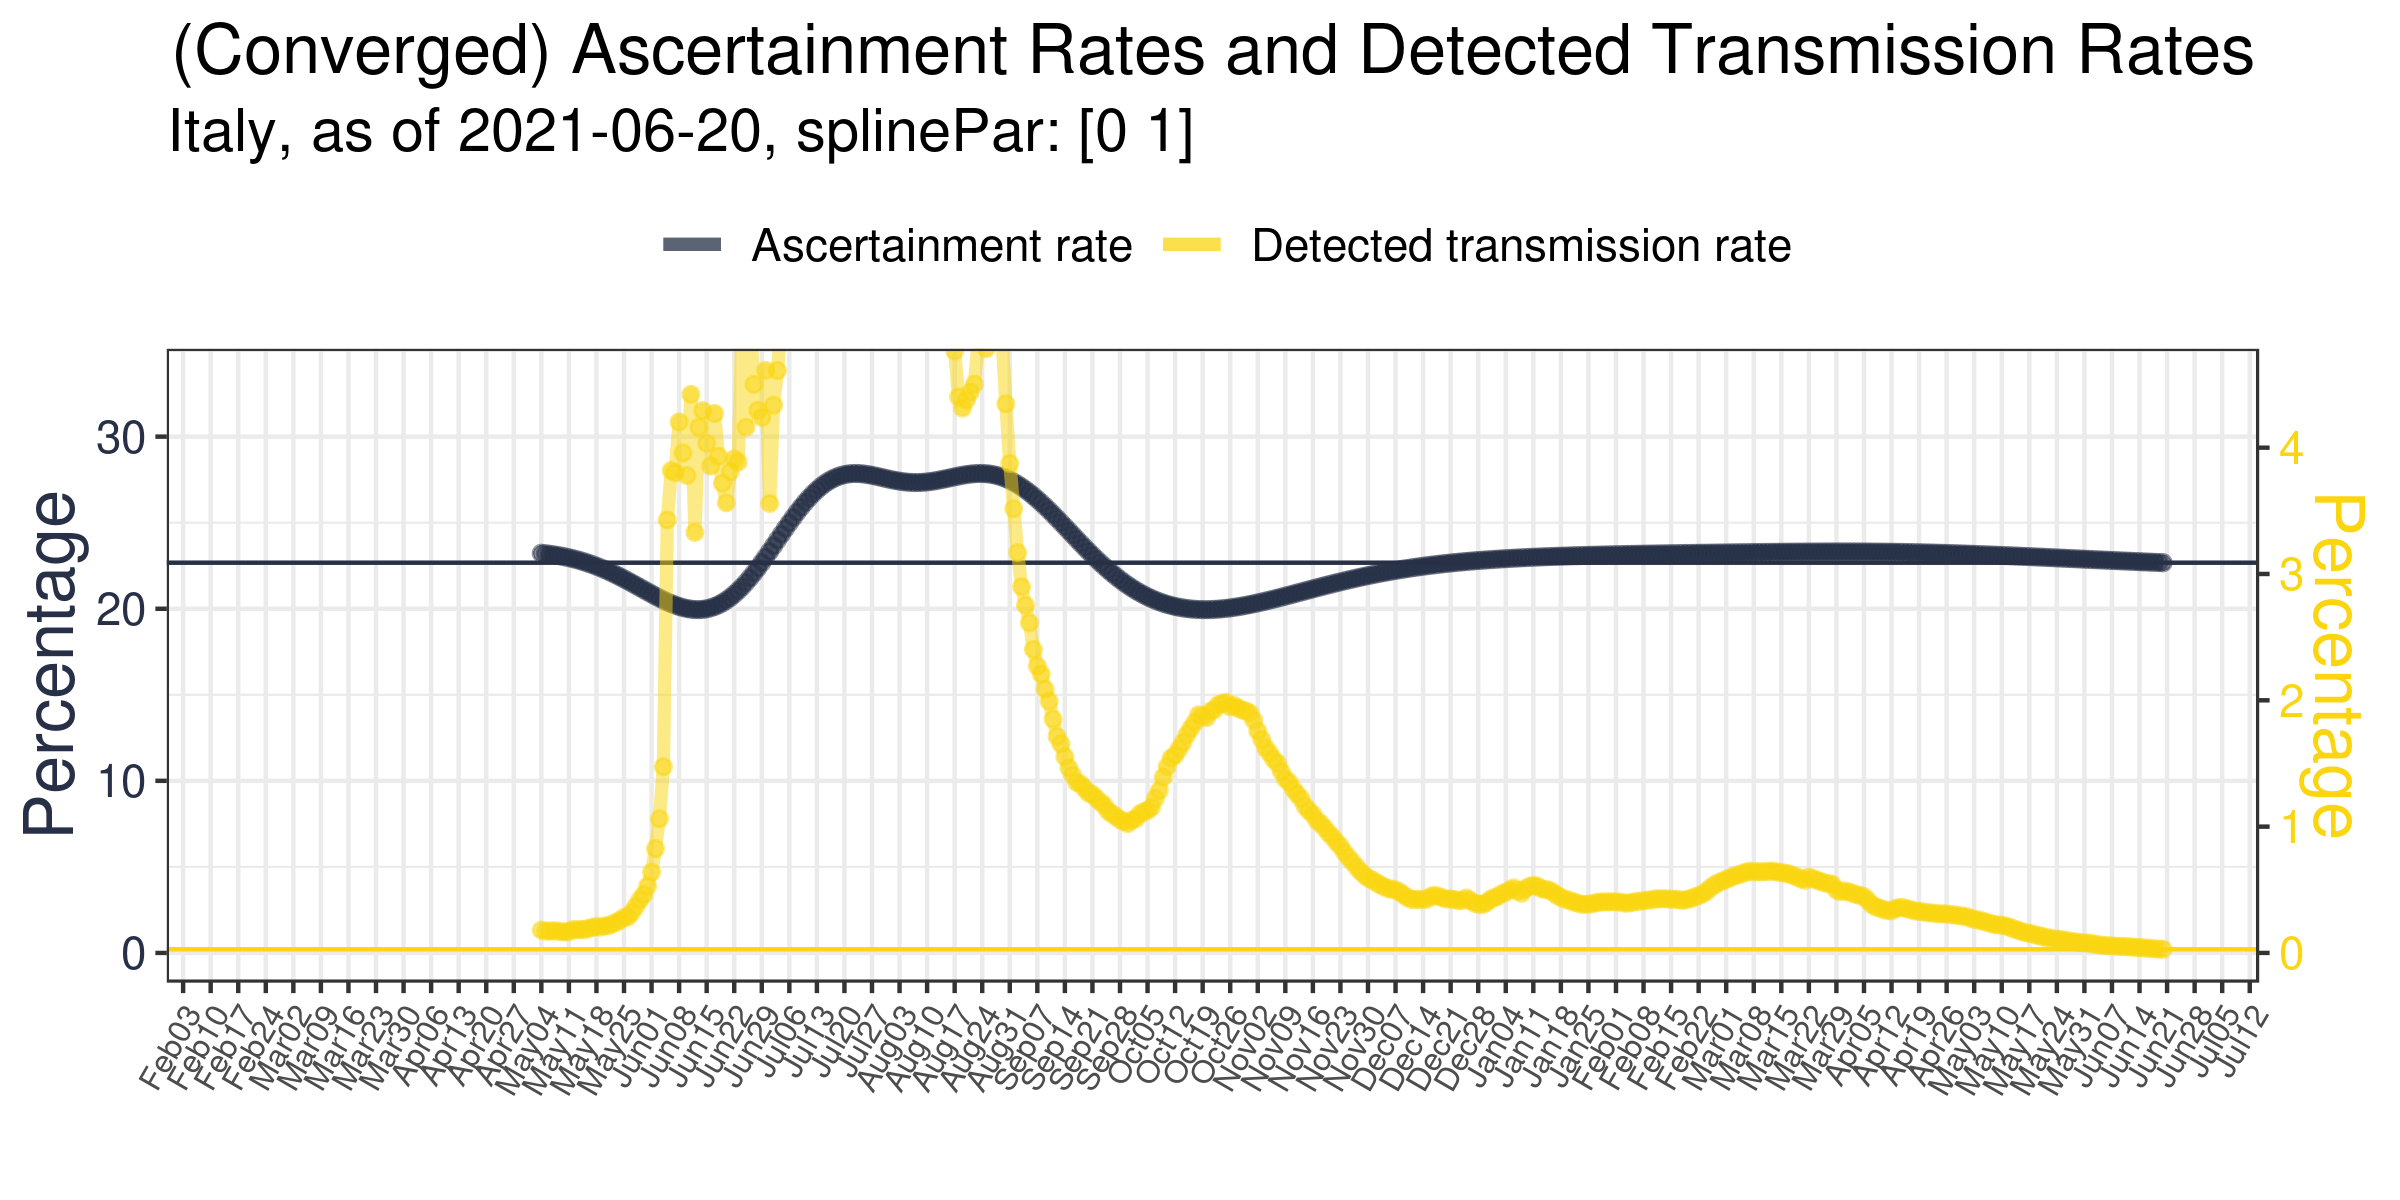 (Converged) Ascertainment Rates and Detected Transmission Rates
Italy, as of 2021-06-20, splinePar: [0 1]
Ascertainment rate
Detected transmission rate
Percentage
30
20
10
0
4
3
2
1
0
Percentage
Feb03
Feb10
Feb17
Feb24
Mar02
Mar09
Mar16
Mar23
Mar30
Apr06
Apr13
Apr20
Apr27
May04
May11
May18
May25
Jun01
Jun08
Jun15
Jun22
Jun29
Jul06
Jul13
Jul20
Jul27
Aug03
Aug10
Aug17
Aug24
Aug31
Sep07
Sep14
Sep21
Sep28
Oct05
Oct12
Oct19
Oct26
Nov02
Nov09
Nov16
Nov23
Nov30
Dec07
Dec14
Dec21
Dec28
Jan04
Jan11
Jan18
Jan25
Feb01
Feb08
Feb15
Feb22
Mar01
Mar08
Mar15
Mar22
Mar29
Apr05
Apr12
Apr19
Apr26
May03
May10
May17
May24
May31
Jun07
Jun14
Jun21
Jun28
Jul05
Jul12